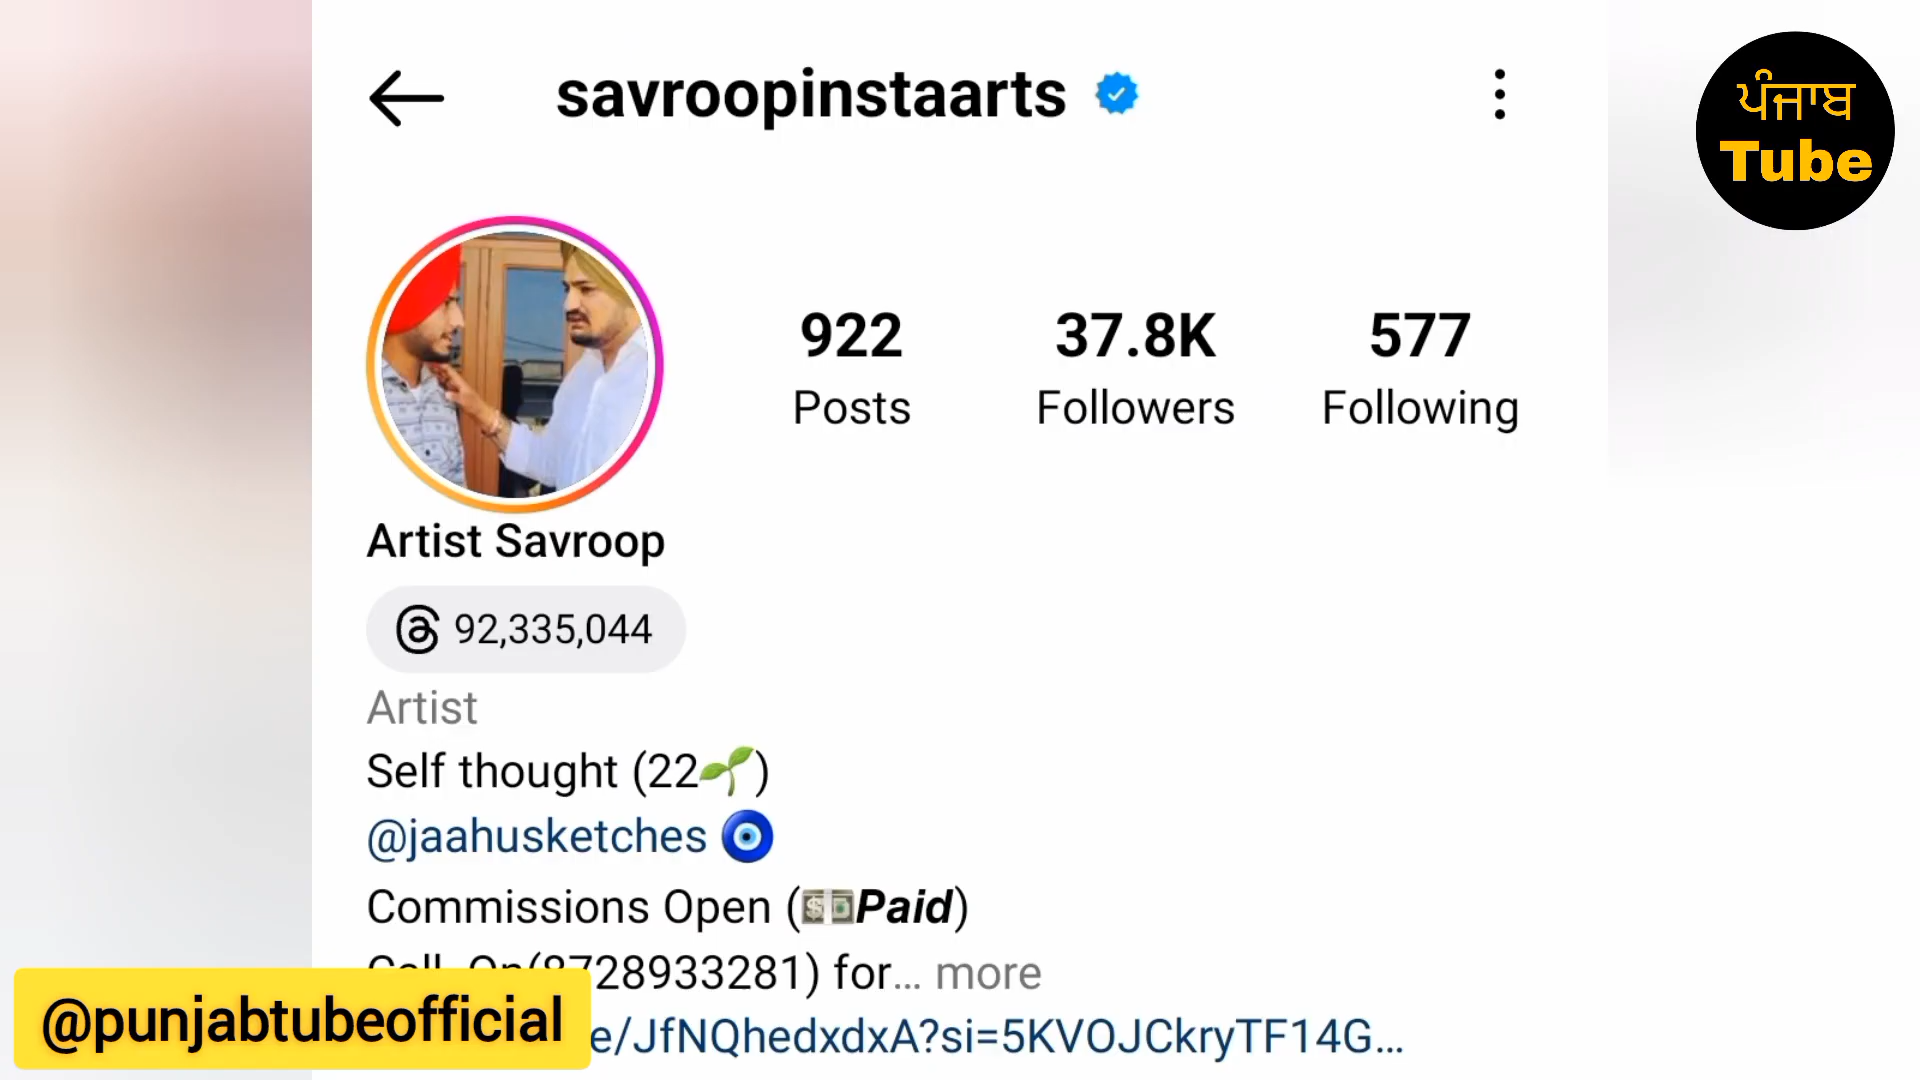 savroopinstaarts
ਪੰਜਾਬ
Tube
922
Posts
37.8K
Followers
577
Following
Artist Savroop
92,335,044
Artist
Self thought (22🌱)
@jaahusketches 🧿
Commissions Open (💵Paid)
Call On(8728933281) for... more
e/JfNQhedxdxA?si=5KVOJCkryTF14G...
@punjabtubeofficial